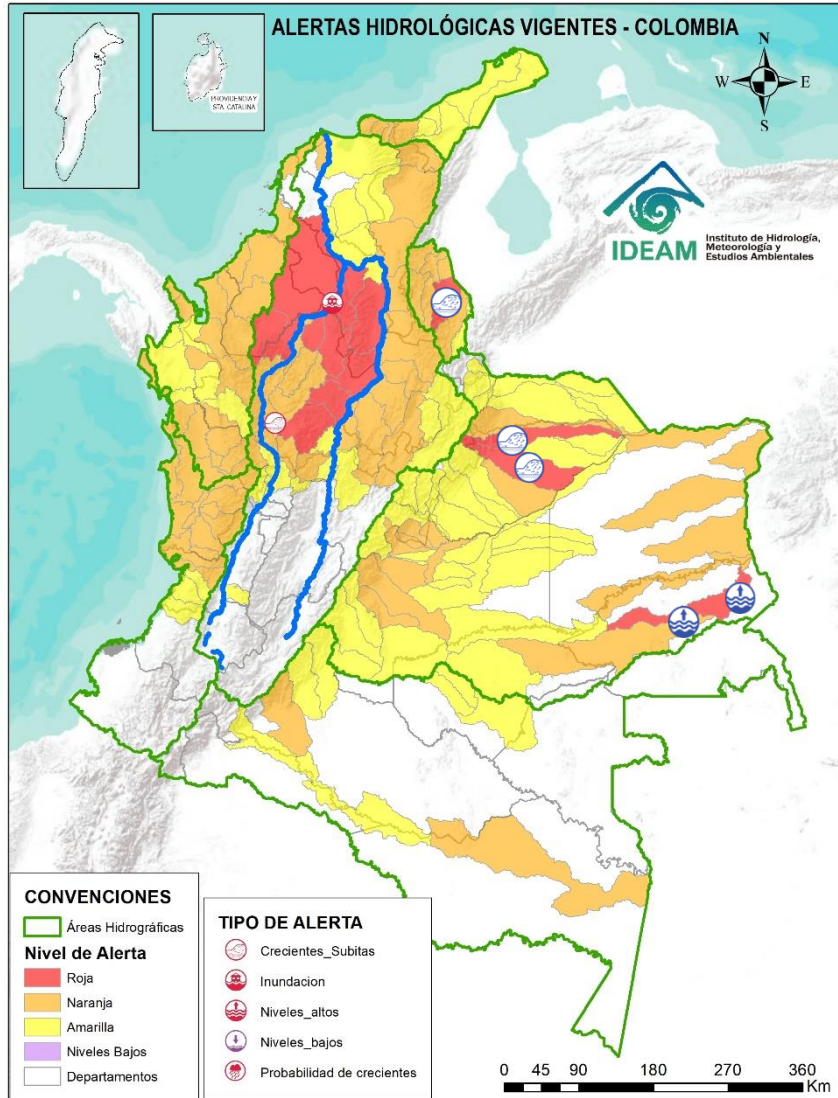 ALERTAS HIDROLÓGICAS VIGENTES - COLOMBIA
PROVIDENCIA Y
STA. CATALINA
N
W
E
S
IDEAM
Instituto de Hidrología,
Meteorología y
Estudios Ambientales
CONVENCIONES
Áreas Hidrográficas
Nivel de Alerta
Roja
Naranja
Amarilla
Niveles Bajos
Departamentos
TIPO DE ALERTA
Crecientes_Subitas
Inundacion
Niveles_altos
Niveles_bajos
Probabilidad de crecientes
0 45 90 180 270 360
Km